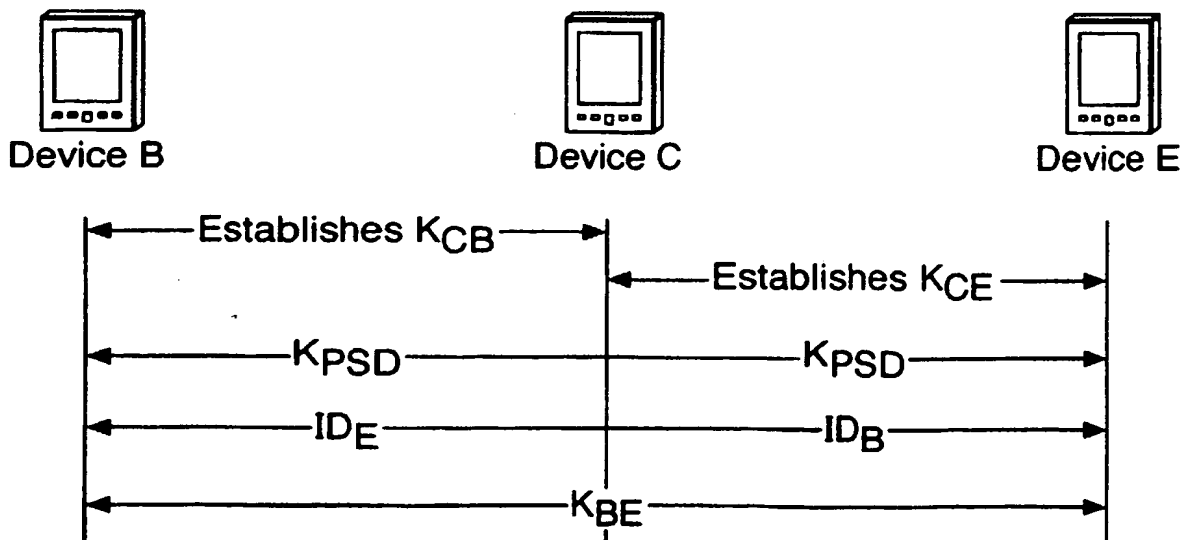 Device B
Device C
Device E
Establishes KCB
Establishes KCE
KPSD
KPSD
IDE
IDB
KBE